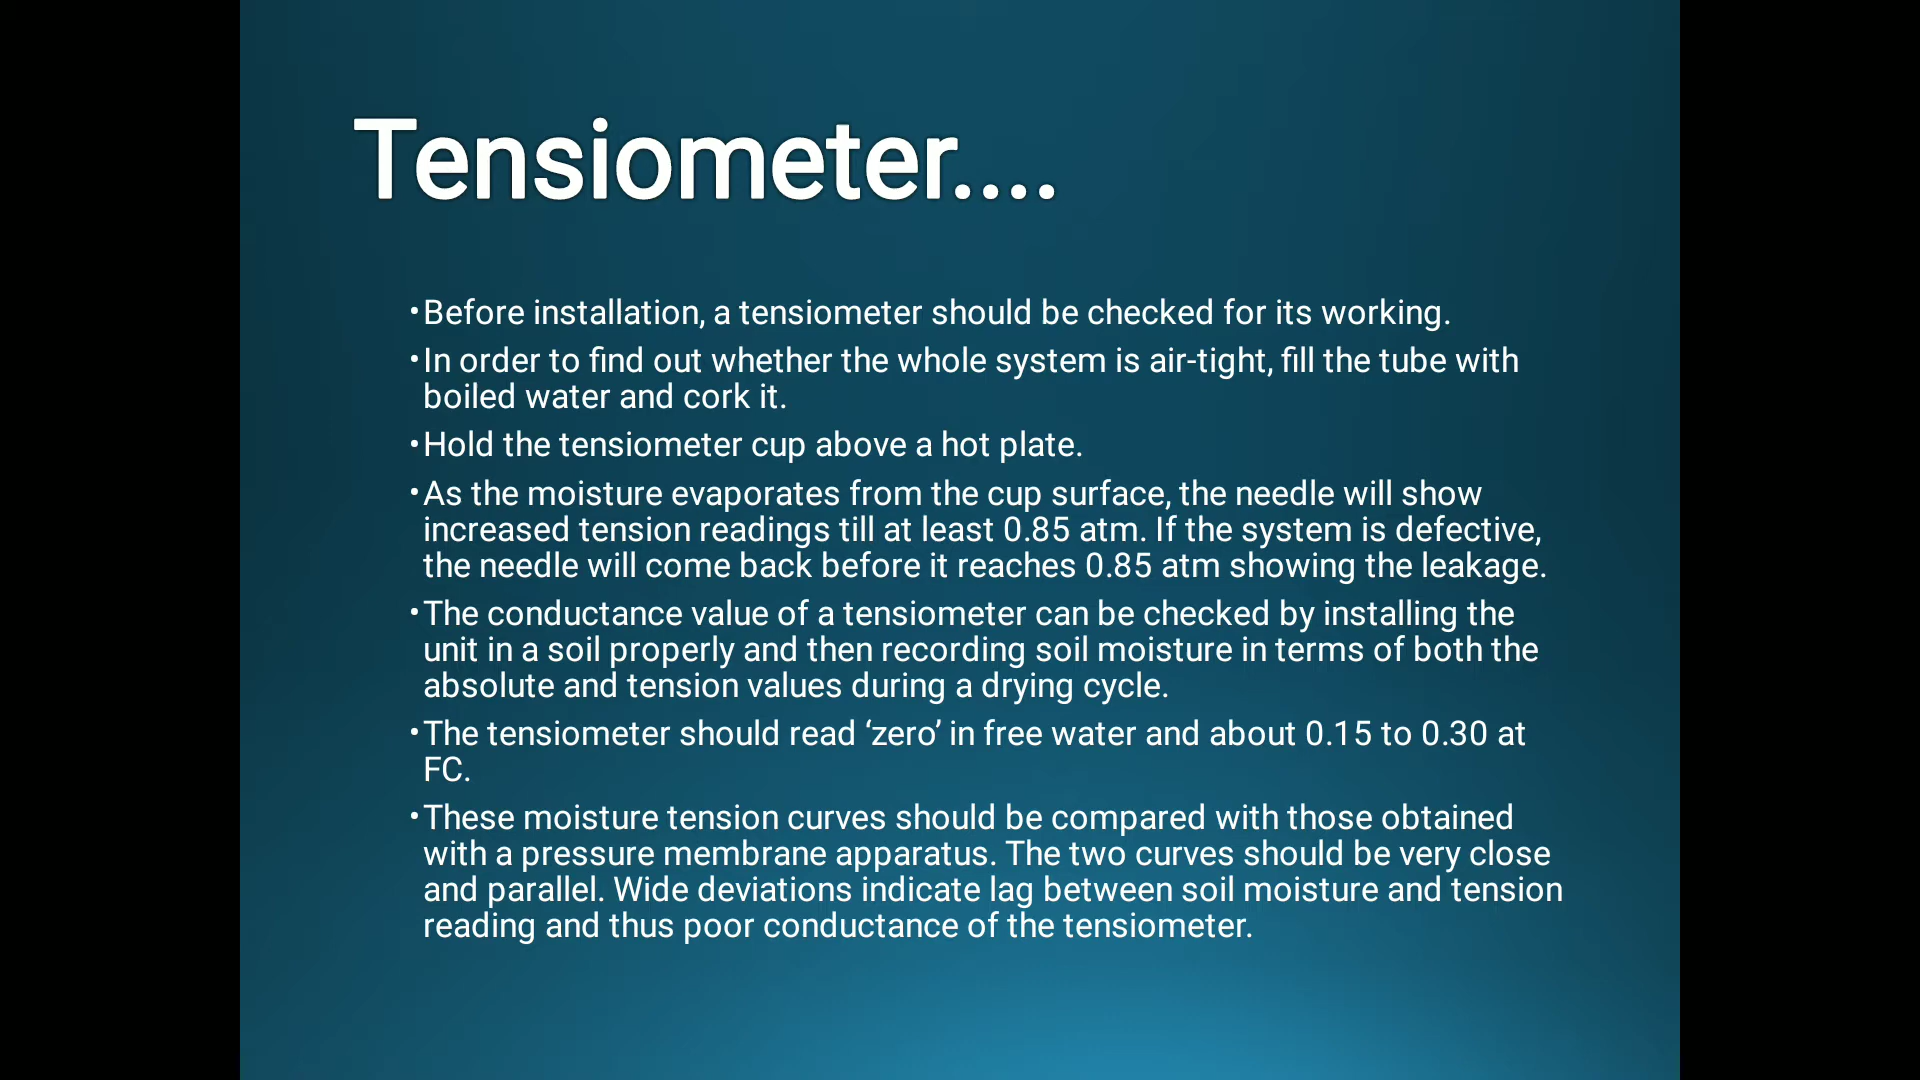 Tensiometer....
•Before installation, a tensiometer should be checked for its working.
•In order to find out whether the whole system is air-tight, fill the tube with
boiled water and cork it.
•Hold the tensiometer cup above a hot plate.
•As the moisture evaporates from the cup surface, the needle will show
increased tension readings till at least 0.85 atm. If the system is defective,
the needle will come back before it reaches 0.85 atm showing the leakage.
•The conductance value of a tensiometer can be checked by installing the
unit in a soil properly and then recording soil moisture in terms of both the
absolute and tension values during a drying cycle.
•The tensiometer should read ‘zero’ in free water and about 0.15 to 0.30 at
FC.
•These moisture tension curves should be compared with those obtained
with a pressure membrane apparatus. The two curves should be very close
and parallel. Wide deviations indicate lag between soil moisture and tension
reading and thus poor conductance of the tensiometer.